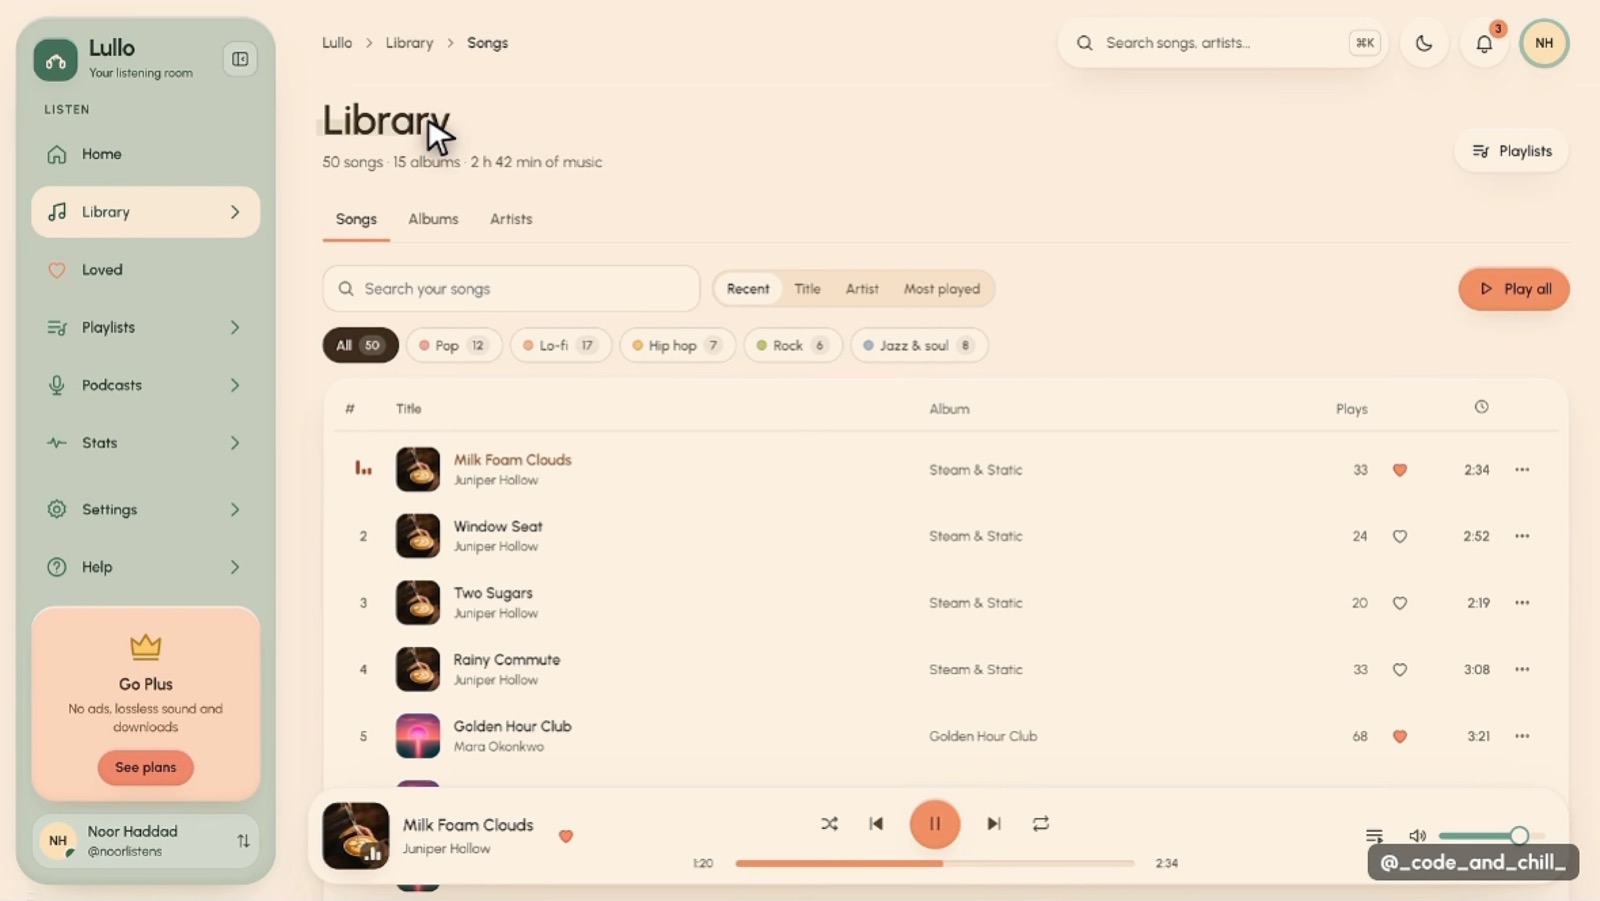 Lullo
Your listening room
LISTEN
Home
Library
Loved
Playlists
Podcasts
Stats
Settings
Help
Go Plus
No ads, lossless sound and
downloads
See plans
NH
Noor Haddad
@noorlistens
Lullo > Library > Songs
Search songs, artists...
⌘K
3
NH
Library
50 songs · 15 albums · 2 h 42 min of music
Playlists
Songs Albums Artists
Search your songs
Recent Title Artist Most played
Play all
All 50 Pop 12 Lo-fi 17 Hip hop 7 Rock 6 Jazz & soul 8
# Title Album Plays
Milk Foam Clouds
Juniper Hollow
Steam & Static 33 2:34
2
Window Seat
Juniper Hollow
Steam & Static 24 2:52
3
Two Sugars
Juniper Hollow
Steam & Static 20 2:19
4
Rainy Commute
Juniper Hollow
Steam & Static 33 3:08
5
Golden Hour Club
Mara Okonkwo
Golden Hour Club 68 3:21
Milk Foam Clouds
Juniper Hollow
1:20
2:34
@_code_and_chill_